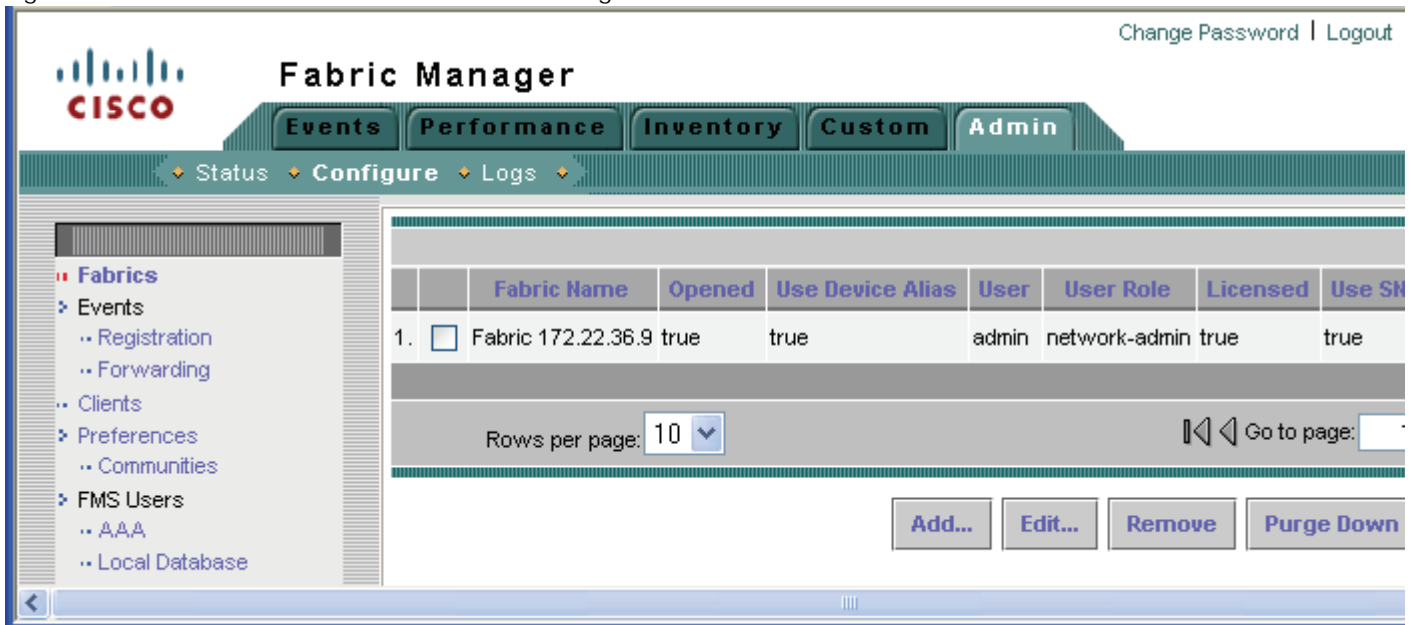 Change Password | Logout
CISCO
Fabric Manager
Events Performance Inventory Custom Admin
Status Configure Logs
Fabrics
Events
Registration
Forwarding
Clients
Preferences
Communities
FMS Users
AAA
Local Database
Fabric Name Opened Use Device Alias User User Role Licensed Use SN
1. Fabric 172.22.36.9 true true admin network-admin true true
Rows per page: 10 Go to page:
Add... Edit... Remove Purge Down